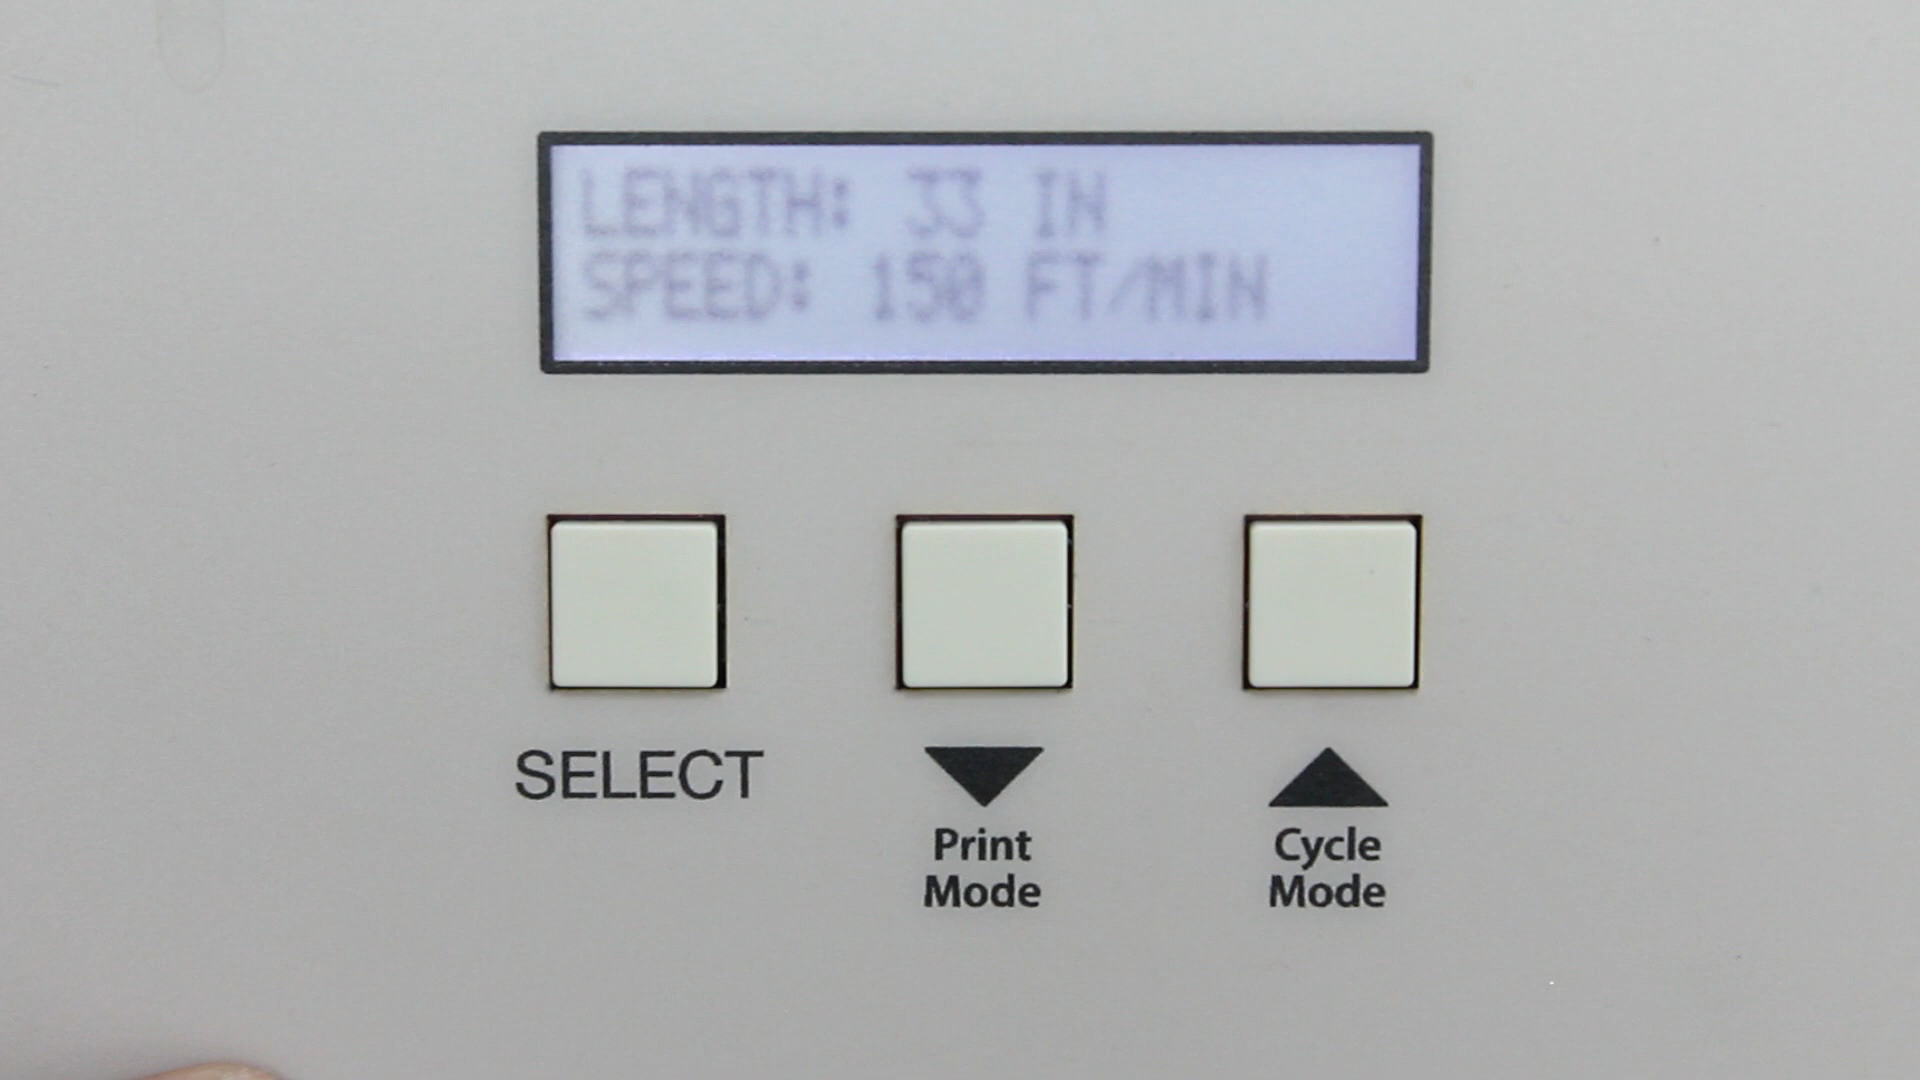 LENGTH: 33 IN
SPEED: 150 FT/MIN
SELECT
Print
Mode
Cycle
Mode